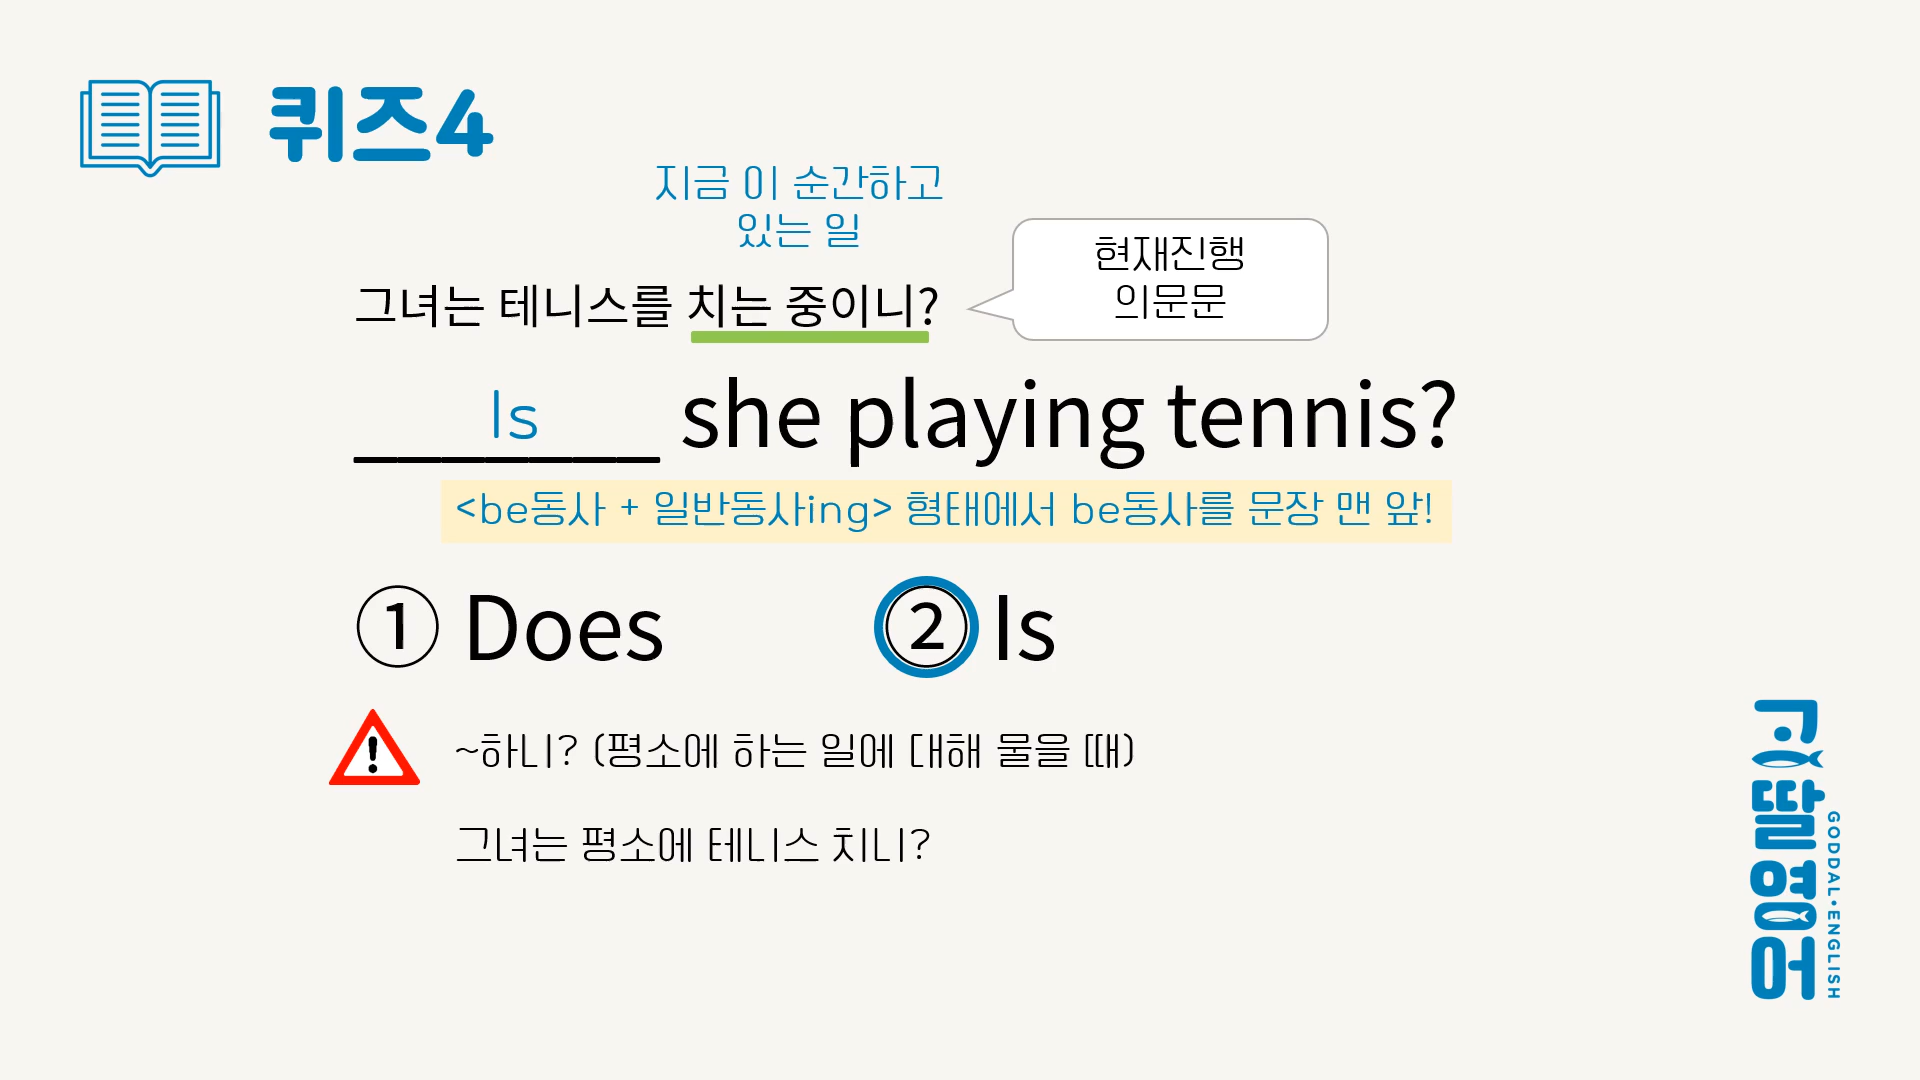 퀴즈4
지금 이 순간하고
있는 일
현재진행
의문문
그녀는 테니스를 치는 중이니?
_______ she playing tennis?
Is
<be동사 + 일반동사ing> 형태에서 be동사를 문장 맨 앞!
① Does
② Is
~하니? (평소에 하는 일에 대해 물을 때)
그녀는 평소에 테니스 치니?
고딸영어
GODDAL•ENGLISH